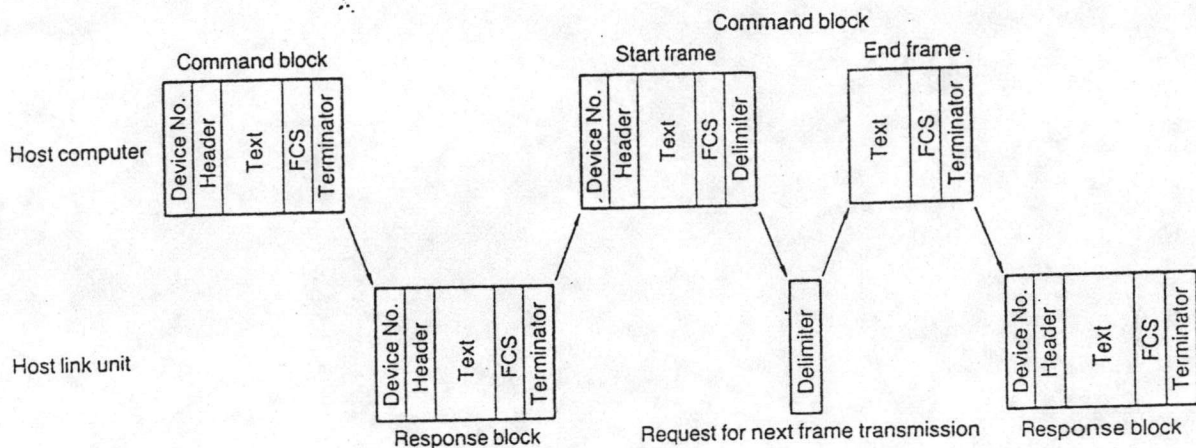 Command block
Command block
Start frame
End frame
Host computer
Device No.
Header
Text
FCS
Terminator
Device No.
Header
Text
FCS
Delimiter
Text
FCS
Terminator
Host link unit
Device No.
Header
Text
FCS
Terminator
Delimiter
Device No.
Header
Text
FCS
Terminator
Response block
Request for next frame transmission
Response block